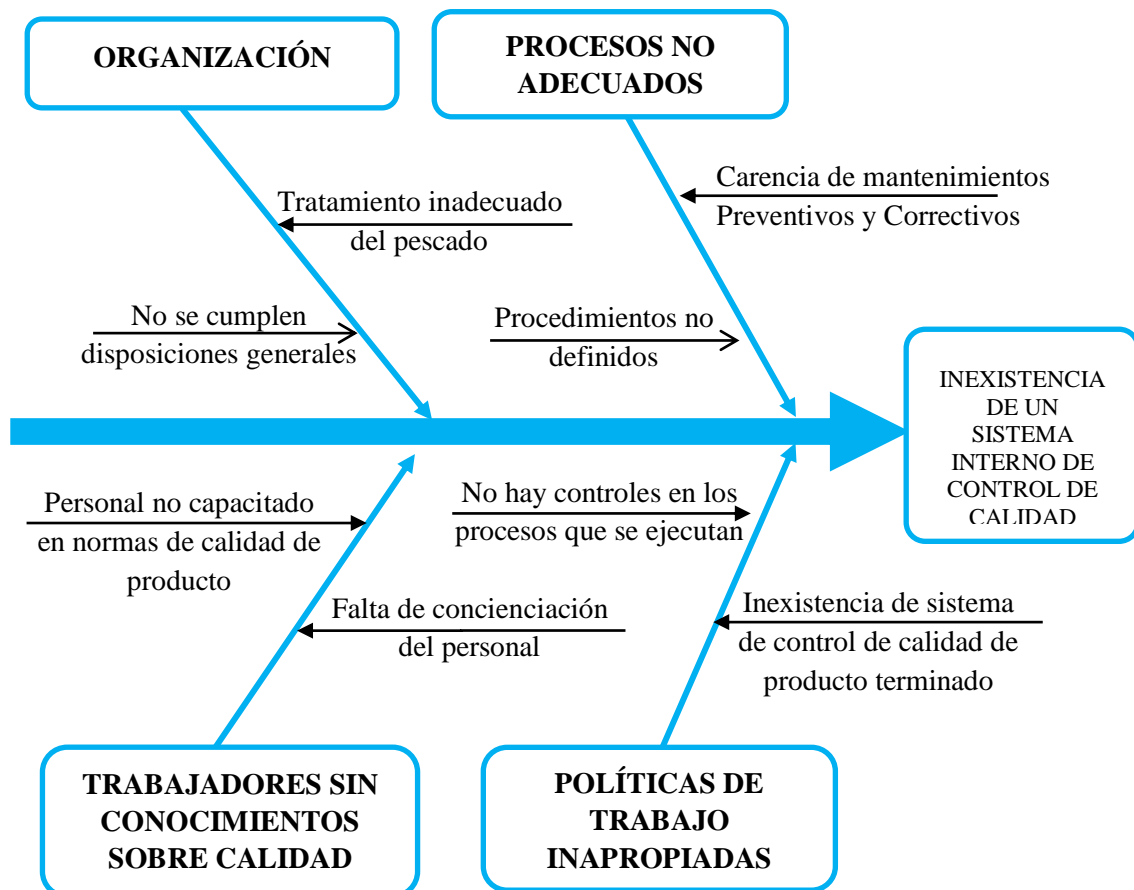 ORGANIZACIÓN
PROCESOS NO
ADECUADOS
Tratamiento inadecuado
del pescado
Carencia de mantenimientos
Preventivos y Correctivos
No se cumplen
disposiciones generales
Procedimientos no
definidos
INEXISTENCIA
DE UN
SISTEMA
INTERNO DE
CONTROL DE
CALIDAD
Personal no capacitado
en normas de calidad de
producto
No hay controles en los
procesos que se ejecutan
Falta de concienciación
del personal
Inexistencia de sistema
de control de calidad de
producto terminado
TRABAJADORES SIN
CONOCIMIENTOS
SOBRE CALIDAD
POLÍTICAS DE
TRABAJO
INAPROPIADAS